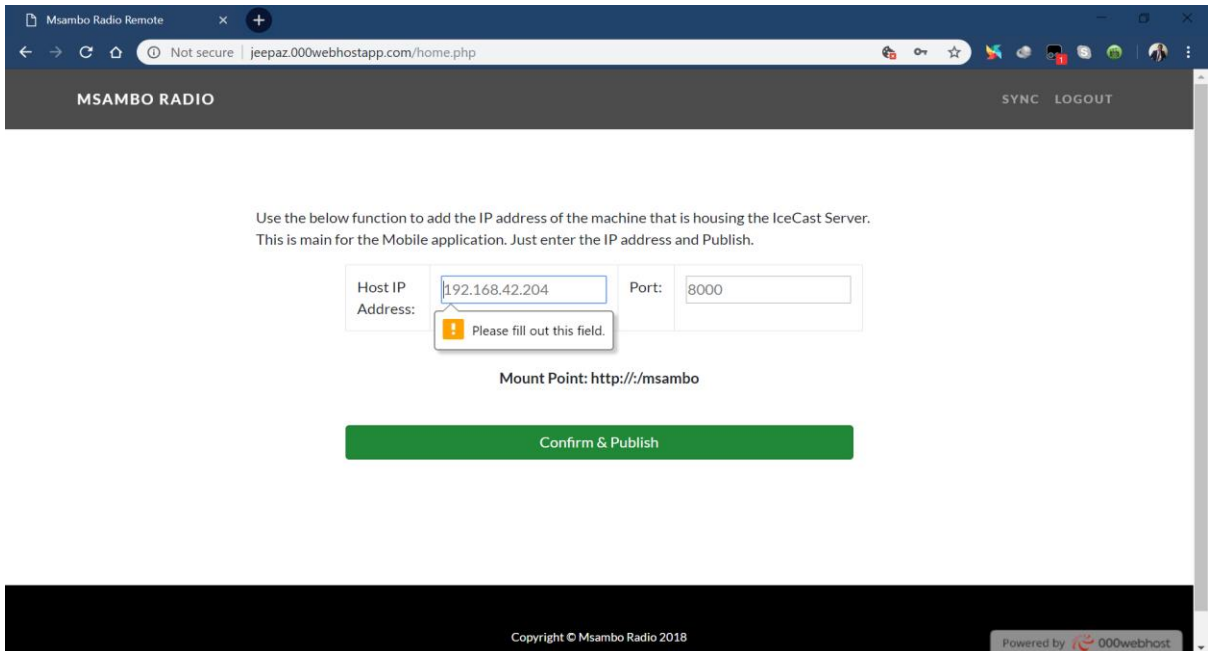 Msambo Radio Remote
Not secure | jeepaz.000webhostapp.com/home.php
MSAMBO RADIO
SYNC LOGOUT
Use the below function to add the IP address of the machine that is housing the IceCast Server.
This is main for the Mobile application. Just enter the IP address and Publish.
Host IP
Address:
192.168.42.204
Port:
8000
Please fill out this field.
Mount Point: http://:/msambo
Confirm & Publish
Copyright © Msambo Radio 2018
Powered by 000webhost